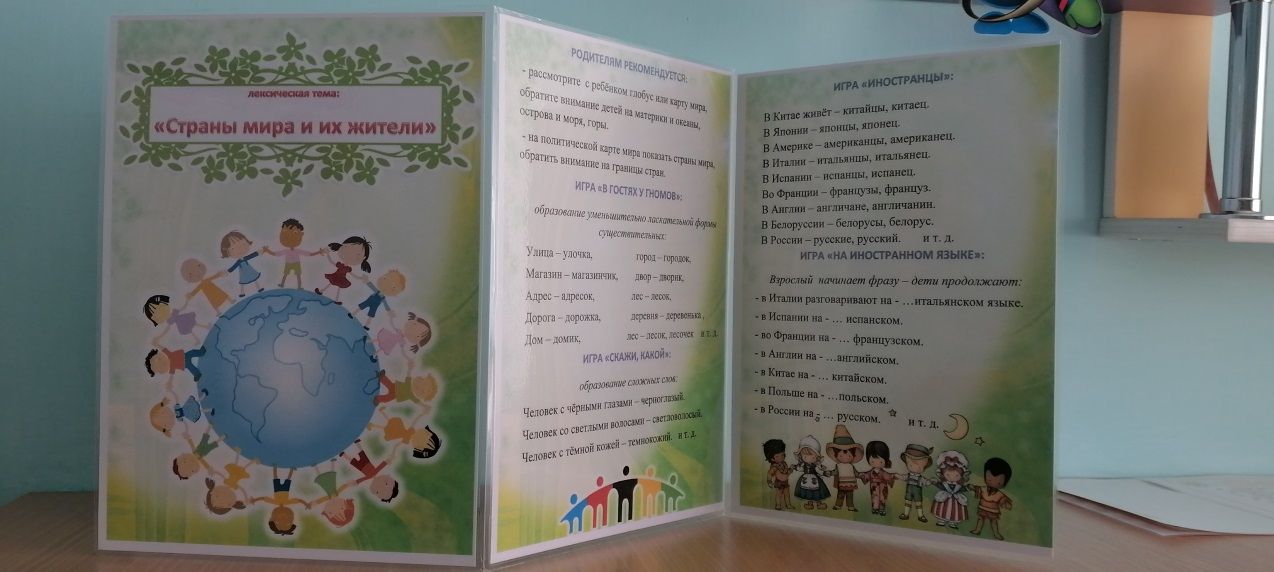 лексическая тема:
«Страны мира и их жители»
РОДИТЕЛЯМ РЕКОМЕНДУЕТСЯ:
- рассмотрите с ребёнком глобус или карту мира,
обратите внимание детей на материки и океаны,
острова и моря, горы.
- на политической карте мира показать страны мира,
обратить внимание на границы стран.
ИГРА «В ГОСТЯХ У ГНОМОВ»:
образование уменьшительно ласкательной формы
существительных:
Улица – улочка, город – городок,
Магазин – магазинчик, двор – дворик,
Адрес – адресок, лес – лесок,
Дорога – дорожка, деревня – деревенька ,
Дом – домик, лес – лесок, лесочек и т. д.
ИГРА «СКАЖИ, КАКОЙ»:
образование сложных слов:
Человек с чёрными глазами – черноглазый.
Человек со светлыми волосами – светловолосый.
Человек с тёмной кожей – темнокожий. и т. д.
ИГРА «ИНОСТРАНЦЫ»:
В Китае живёт – китайцы, китаец.
В Японии – японцы, японец.
В Америке – американцы, американец.
В Италии – итальянцы, итальянец.
В Испании – испанцы, испанец.
Во Франции – французы, француз.
В Англии – англичане, англичанин.
В Белоруссии – белорусы, белорус.
В России – русские, русский. и т. д.
ИГРА «НА ИНОСТРАННОМ ЯЗЫКЕ»:
Взрослый начинает фразу – дети продолжают:
- в Италии разговаривают на - …итальянском языке.
- в Испании на - … испанском.
- во Франции на - … французском.
- в Англии на - …английском.
- в Китае на - … китайском.
- в Польше на - …польском.
- в России на - … русском. и т. д.